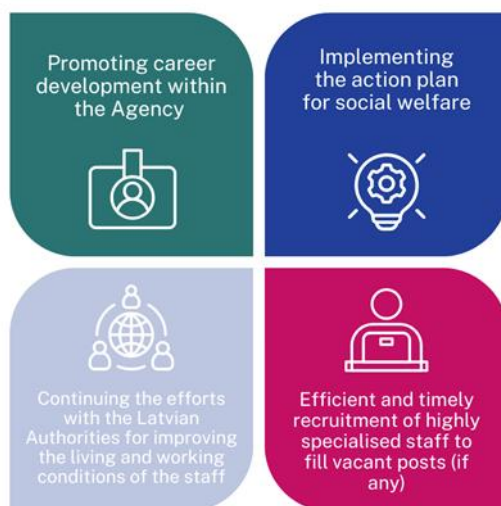 Promoting career
development within
the Agency
Implementing
the action plan
for social welfare
Continuing the efforts
with the Latvian
Authorities for improving
the living and working
conditions of the staff
Efficient and timely
recruitment of highly
specialised staff to
fill vacant posts (if
any)